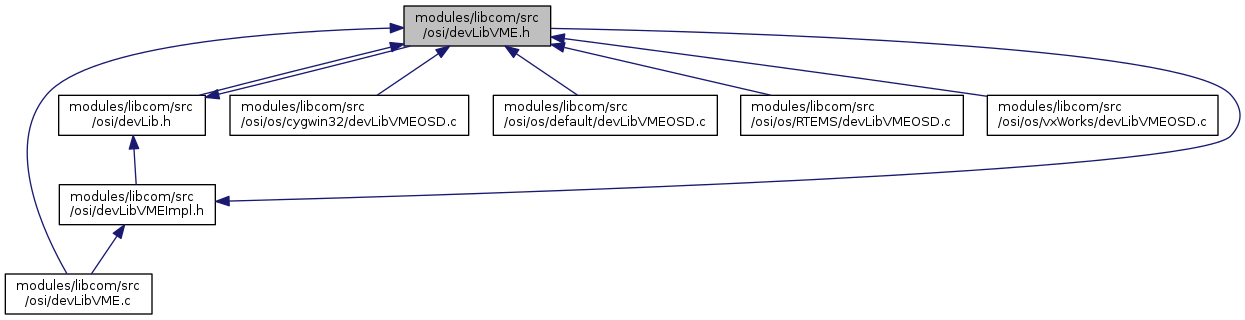 modules/libcom/src
/osi/devLibVME.h
modules/libcom/src
/osi/devLib.h
modules/libcom/src
/osi/os/cygwin32/devLibVMEOSD.c
modules/libcom/src
/osi/os/default/devLibVMEOSD.c
modules/libcom/src
/osi/os/RTEMS/devLibVMEOSD.c
modules/libcom/src
/osi/os/vxWorks/devLibVMEOSD.c
modules/libcom/src
/osi/devLibVMEImpl.h
modules/libcom/src
/osi/devLibVME.c